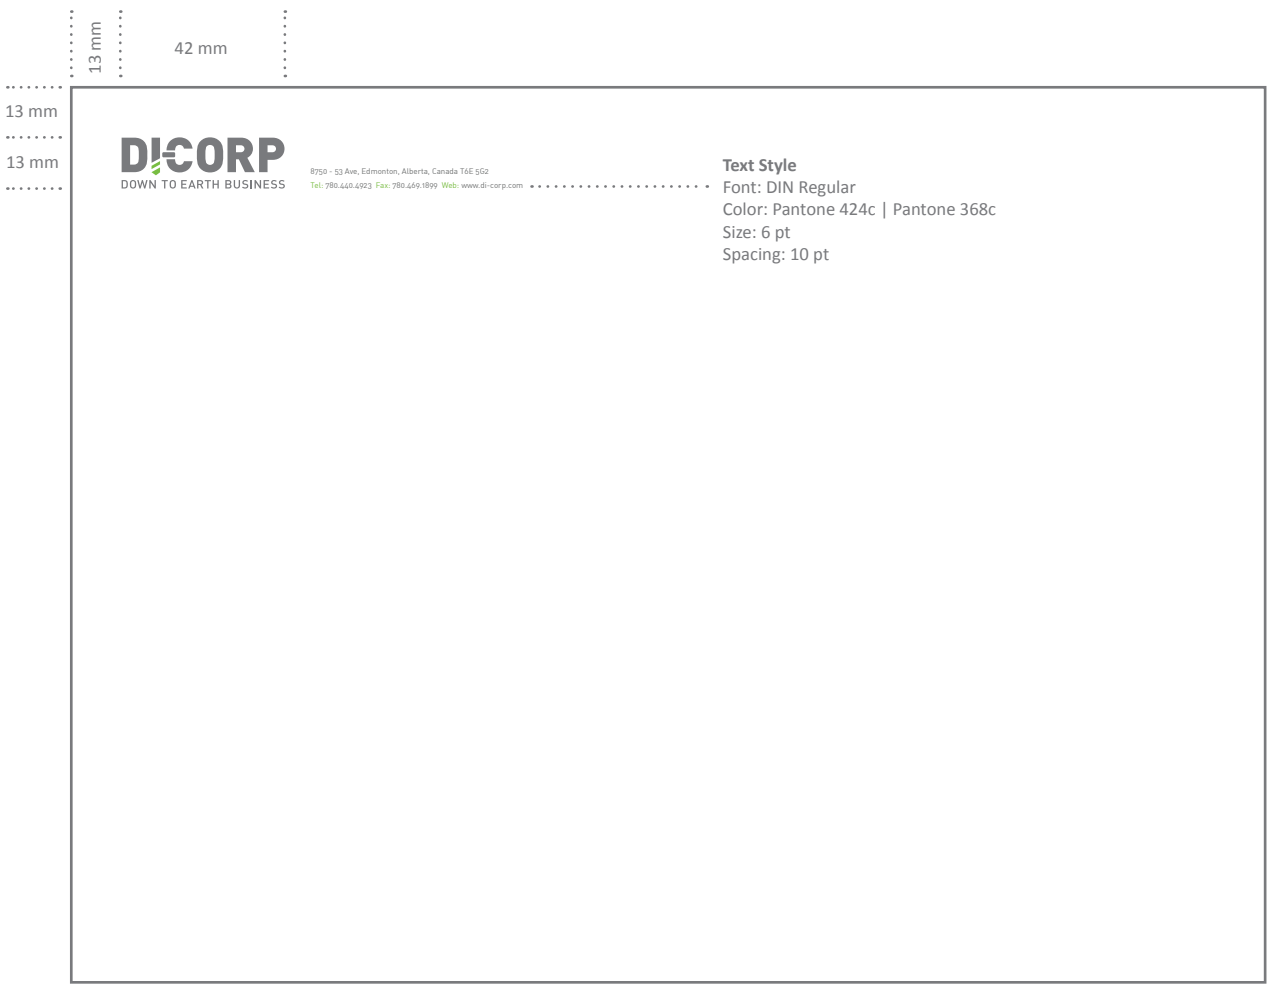 13 mm
42 mm
13 mm
13 mm
DI-CORP
DOWN TO EARTH BUSINESS
8750 - 53 Ave, Edmonton, Alberta, Canada T6E 5G2
Tel: 780.440.4923 Fax: 780.469.1899 Web: www.di-corp.com
Text Style
Font: DIN Regular
Color: Pantone 424c | Pantone 368c
Size: 6 pt
Spacing: 10 pt